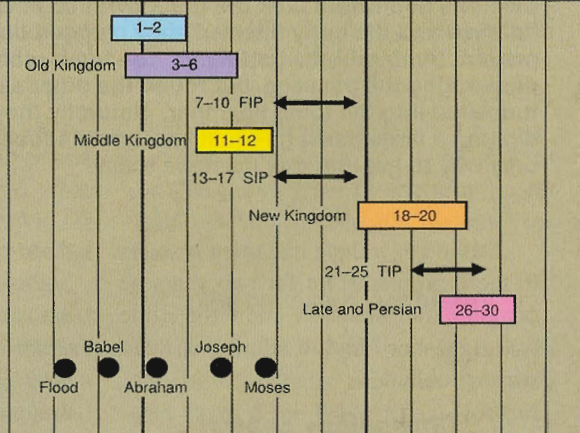 1–2
Old Kingdom 3–6
7–10 FIP
Middle Kingdom 11–12
13–17 SIP
New Kingdom 18–20
21–25 TIP
Late and Persian 26–30
Babel Joseph
Flood Abraham Moses